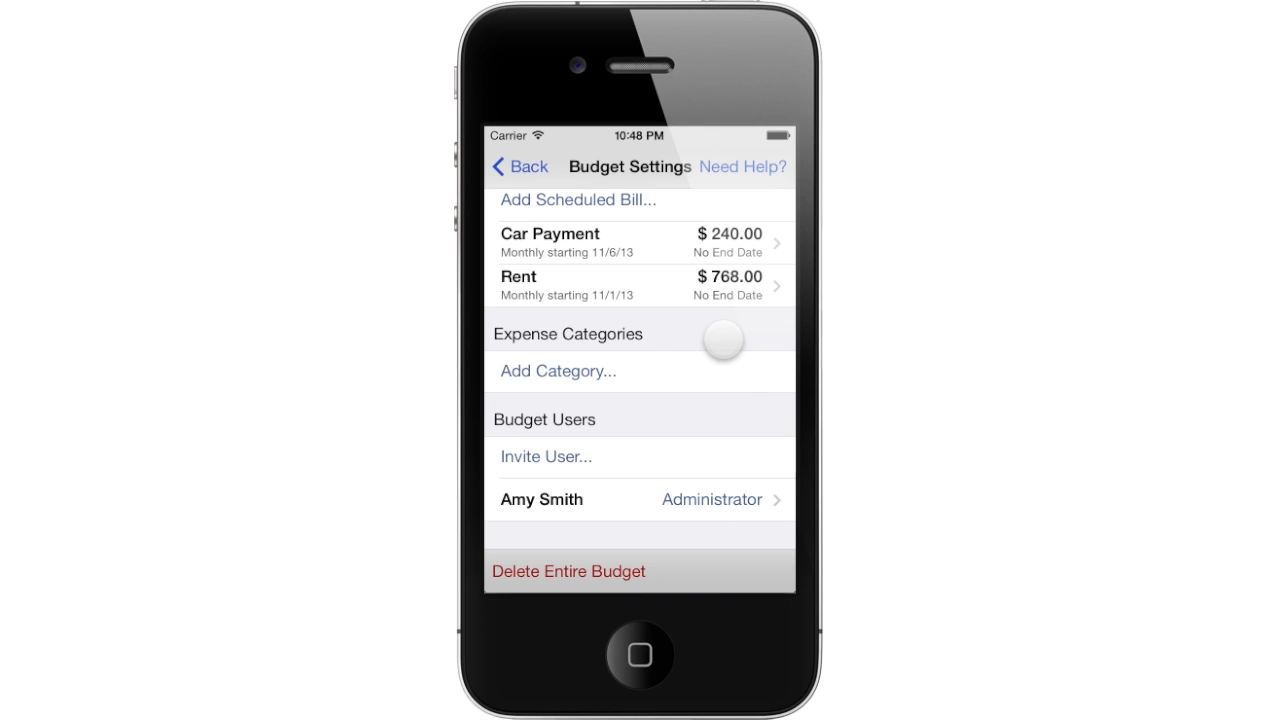 Carrier 10:48 PM
Back Budget Settings Need Help?
Add Scheduled Bill...
Car Payment $ 240.00
Monthly starting 11/6/13 No End Date
Rent $ 768.00
Monthly starting 11/1/13 No End Date
Expense Categories
Add Category...
Budget Users
Invite User...
Amy Smith Administrator
Delete Entire Budget